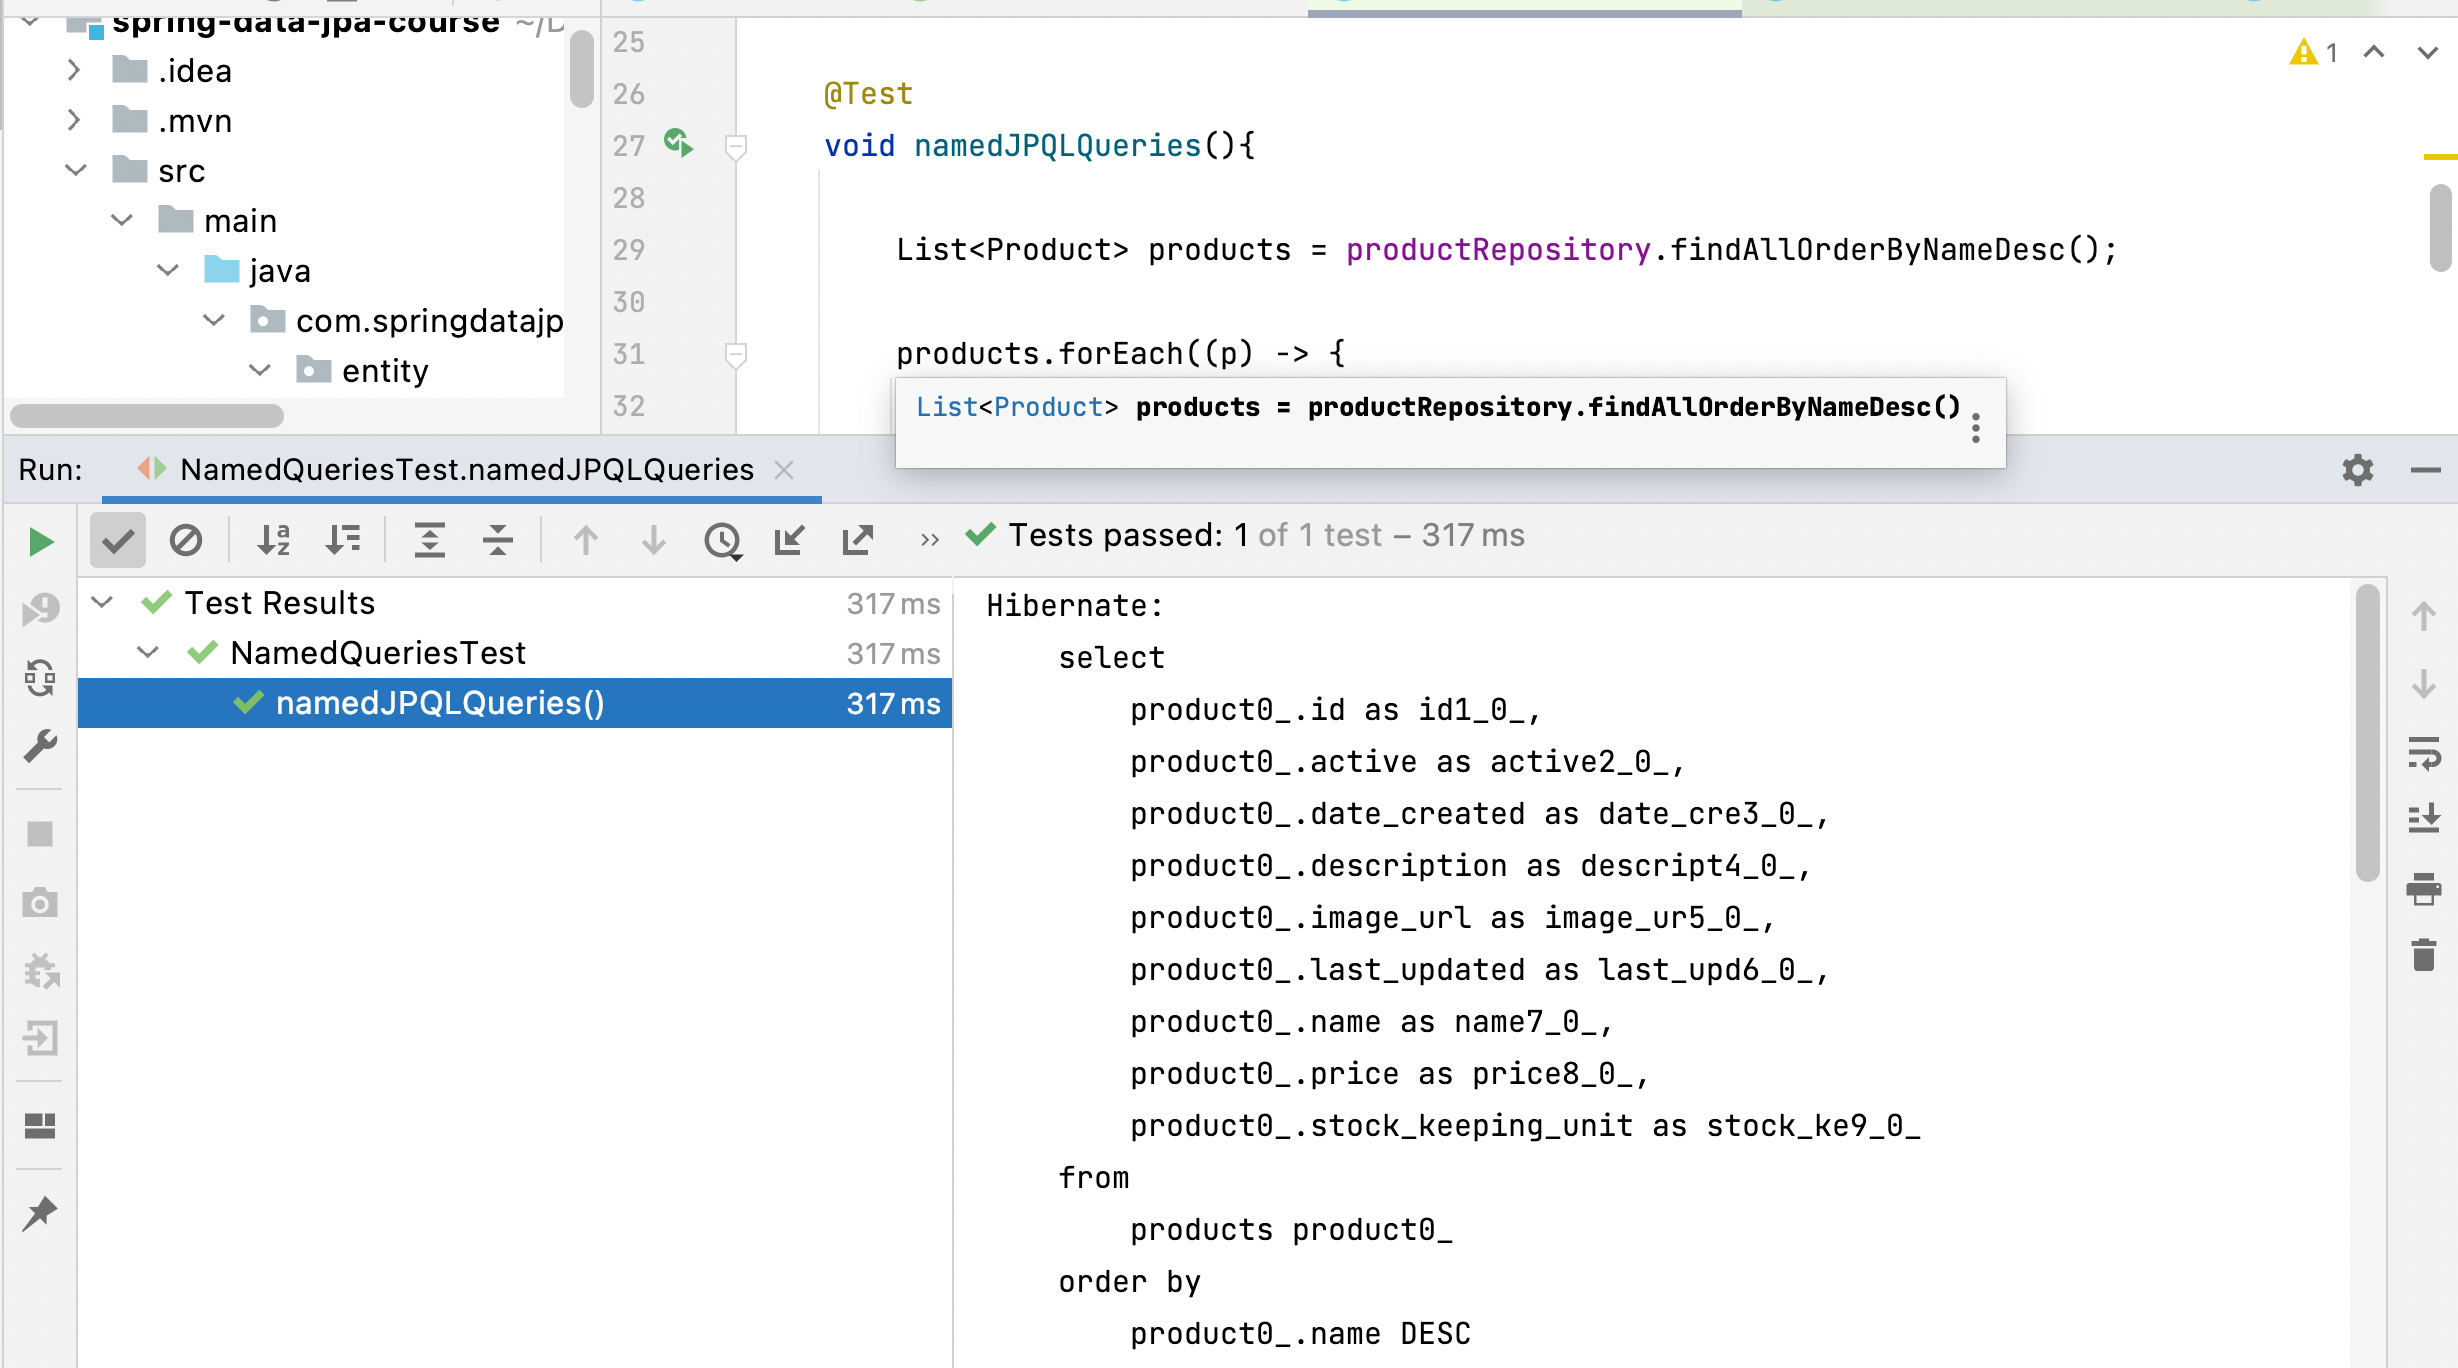 spring-data-jpa-course
.idea
.mvn
src
main
java
com.springdatajp
entity
25
26 @Test
27 void namedJPQLQueries(){
28
29 List<Product> products = productRepository.findAllOrderByNameDesc();
30
31 products.forEach((p) -> {
32
List<Product> products = productRepository.findAllOrderByNameDesc()
1
Run: NamedQueriesTest.namedJPQLQueries
Tests passed: 1 of 1 test – 317 ms
Test Results 317 ms
NamedQueriesTest 317 ms
namedJPQLQueries() 317 ms
Hibernate:
select
product0_.id as id1_0_,
product0_.active as active2_0_,
product0_.date_created as date_cre3_0_,
product0_.description as descript4_0_,
product0_.image_url as image_ur5_0_,
product0_.last_updated as last_upd6_0_,
product0_.name as name7_0_,
product0_.price as price8_0_,
product0_.stock_keeping_unit as stock_ke9_0_
from
products product0_
order by
product0_.name DESC